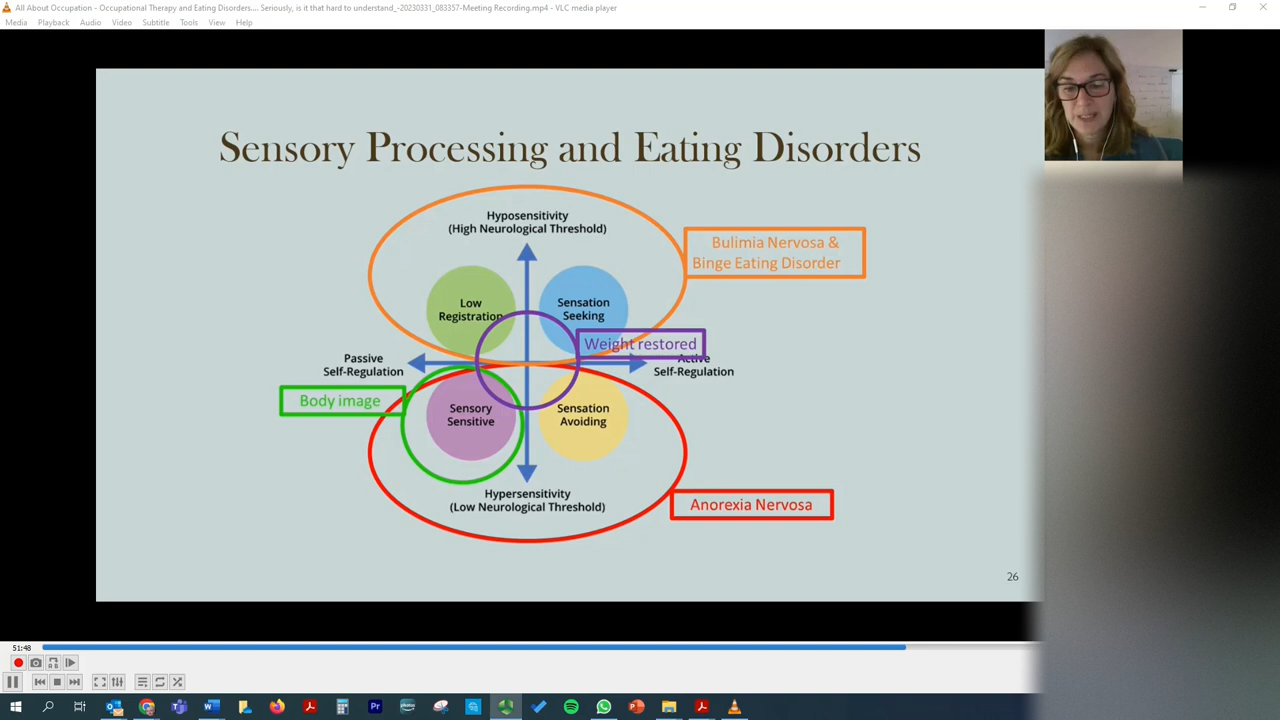 All About Occupation - Occupational Therapy and Eating Disorders.... Seriously, is it that hard to understand_-20230331_083357-Meeting Recording.mp4 - VLC media player
Media Playback Audio Video Subtitle Tools View Help
Sensory Processing and Eating Disorders
Hyposensitivity
(High Neurological Threshold)
Bulimia Nervosa &
Binge Eating Disorder
Low
Registration
Sensation
Seeking
Weight restored
Passive
Self-Regulation
Active
Self-Regulation
Body image
Sensory
Sensitive
Sensation
Avoiding
Hypersensitivity
(Low Neurological Threshold)
Anorexia Nervosa
26
51:48